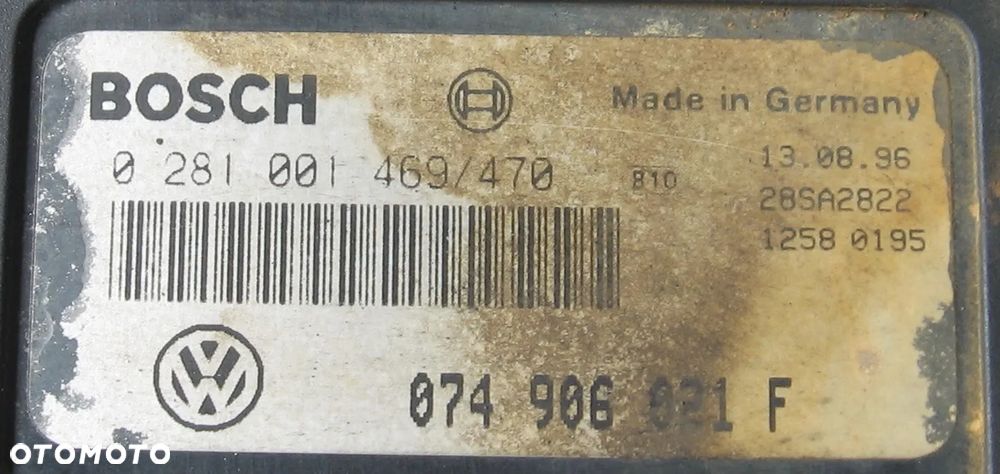 BOSCH
Made in Germany
0 281 001 469/470
810
13.08.96
28SA2822
1258 0195
074 906 021 F
OTOMOTO